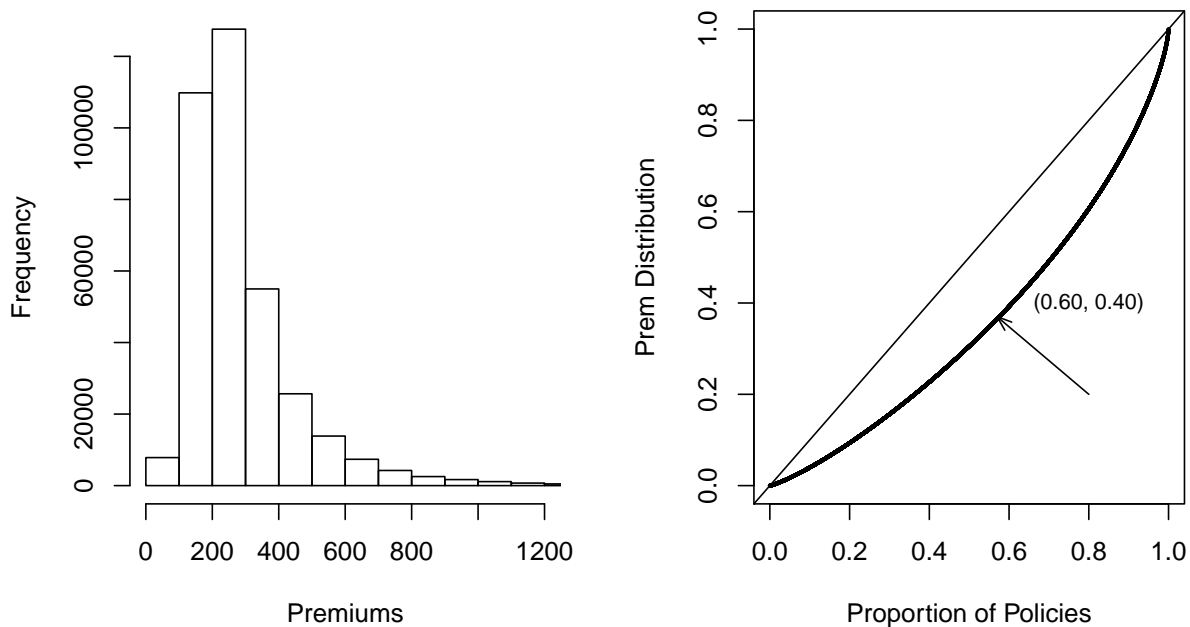 Frequency
100000
60000
20000
0
0 200 400 600 800 1200
Premiums
Prem Distribution
1.0
0.8
0.6
0.4
0.2
0.0
(0.60, 0.40)
0.0 0.2 0.4 0.6 0.8 1.0
Proportion of Policies